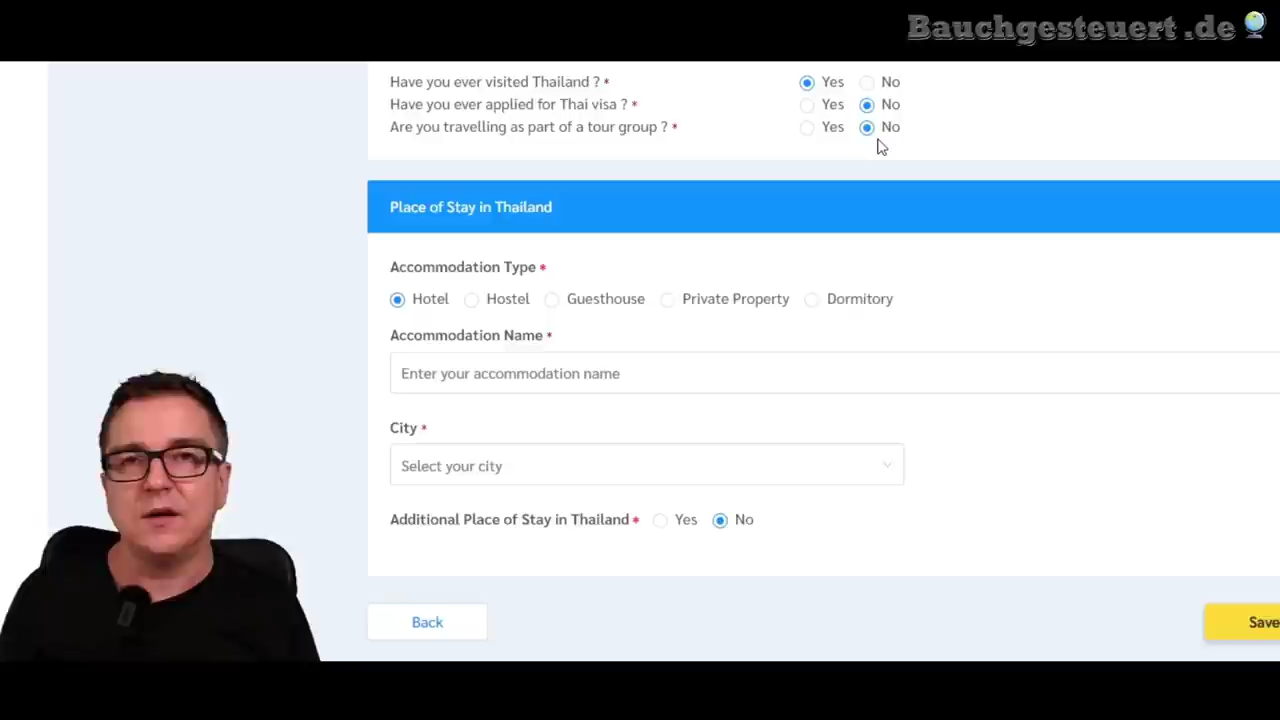 Bauchgesteuert.de
Have you ever visited Thailand ? * Yes No
Have you ever applied for Thai visa ? * Yes No
Are you travelling as part of a tour group ? * Yes No
Place of Stay in Thailand
Accommodation Type *
Hotel Hostel Guesthouse Private Property Dormitory
Accommodation Name *
Enter your accommodation name
City *
Select your city
Additional Place of Stay in Thailand * Yes No
Back Save